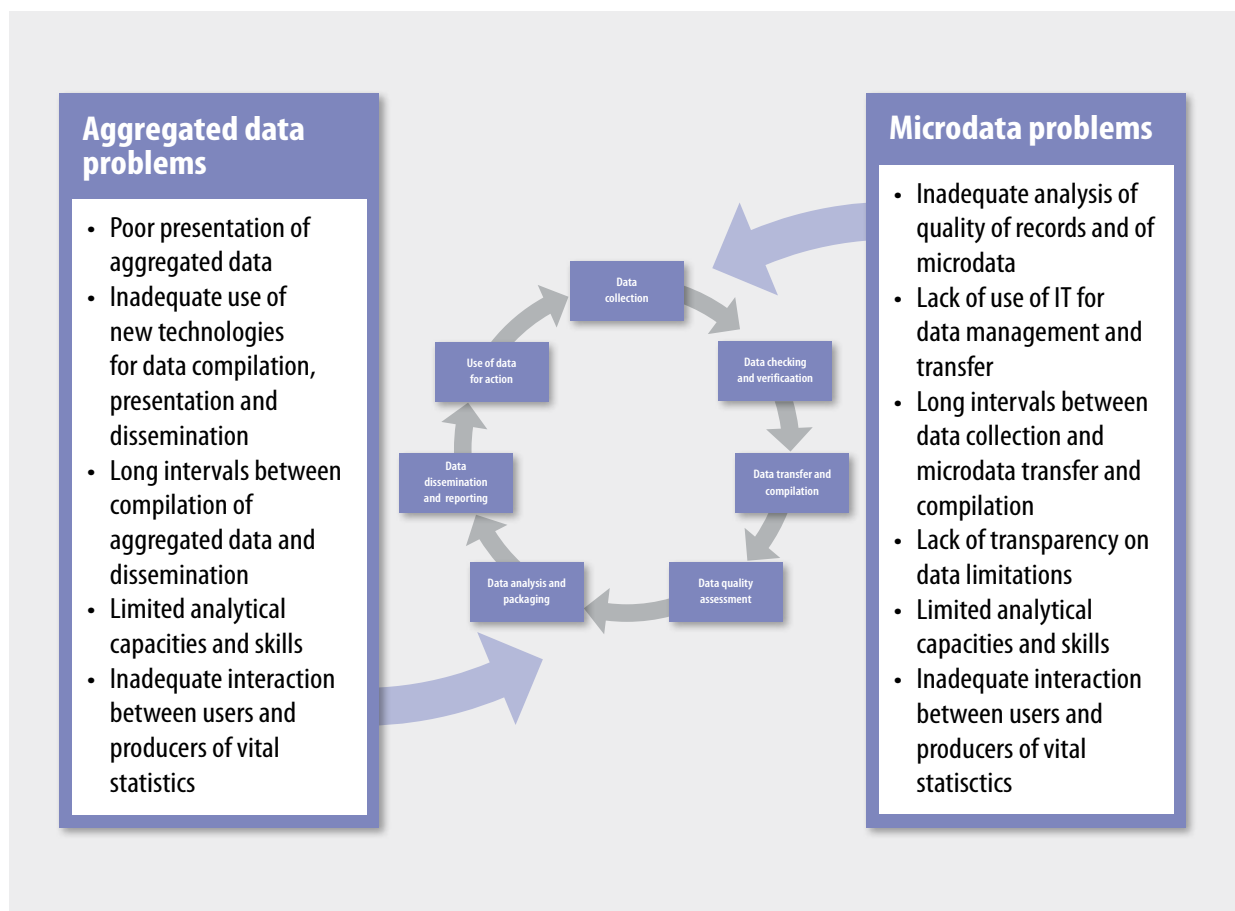 Aggregated data
problems
• Poor presentation of
aggregated data
• Inadequate use of
new technologies
for data compilation,
presentation and
dissemination
• Long intervals between
compilation of
aggregated data and
dissemination
• Limited analytical
capacities and skills
• Inadequate interaction
between users and
producers of vital
statistics
Data
collection
Data checking
and verificaation
Data transfer and
compilation
Data quality
assessment
Data analysis and
packaging
Data
dissemination
and reporting
Use of data
for action
Microdata problems
• Inadequate analysis of
quality of records and of
microdata
• Lack of use of IT for
data management and
transfer
• Long intervals between
data collection and
microdata transfer and
compilation
• Lack of transparency on
data limitations
• Limited analytical
capacities and skills
• Inadequate interaction
between users and
producers of vital
statisctics